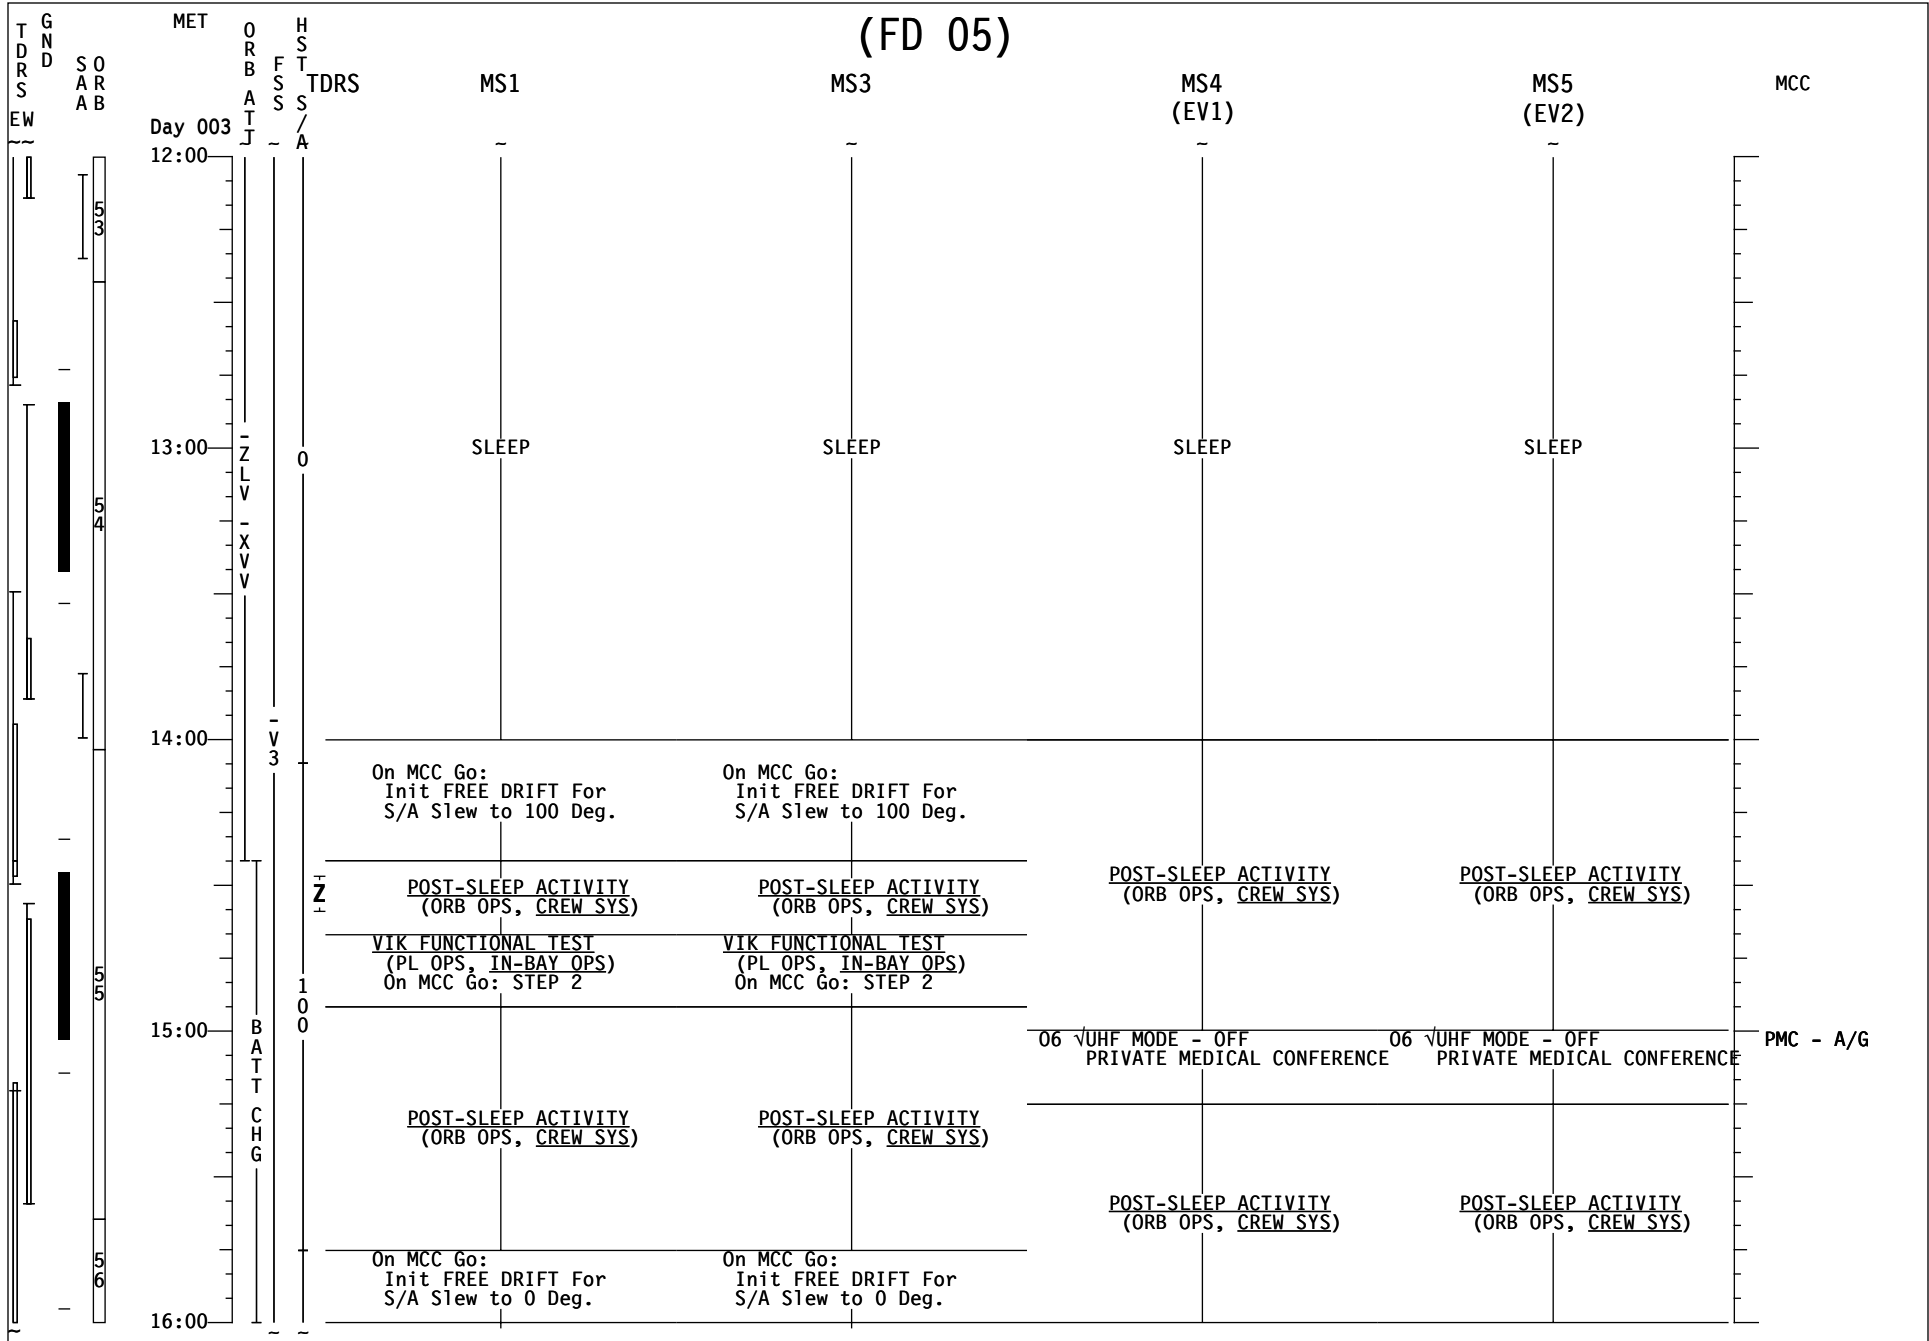 (FD 05)
TDRS EW
GND
SAA
ORB
MET
Day 003
ORB ATT
FSS
HST S/A
TDRS
MS1
MS3
MS4
(EV1)
MS5
(EV2)
MCC
~~ ~ ~ ~ ~ ~ ~
12:00
53
13:00
-ZLV -XVV
0
SLEEP
SLEEP
SLEEP
SLEEP
54
14:00
-V3
On MCC Go:
Init FREE DRIFT For
S/A Slew to 100 Deg.
On MCC Go:
Init FREE DRIFT For
S/A Slew to 100 Deg.
Z
POST-SLEEP ACTIVITY
(ORB OPS, CREW SYS)
POST-SLEEP ACTIVITY
(ORB OPS, CREW SYS)
POST-SLEEP ACTIVITY
(ORB OPS, CREW SYS)
POST-SLEEP ACTIVITY
(ORB OPS, CREW SYS)
VIK FUNCTIONAL TEST
(PL OPS, IN-BAY OPS)
On MCC Go: STEP 2
VIK FUNCTIONAL TEST
(PL OPS, IN-BAY OPS)
On MCC Go: STEP 2
55
100
15:00
BATT CHG
06 √UHF MODE - OFF
PRIVATE MEDICAL CONFERENCE
06 √UHF MODE - OFF
PRIVATE MEDICAL CONFERENCE
PMC - A/G
POST-SLEEP ACTIVITY
(ORB OPS, CREW SYS)
POST-SLEEP ACTIVITY
(ORB OPS, CREW SYS)
POST-SLEEP ACTIVITY
(ORB OPS, CREW SYS)
POST-SLEEP ACTIVITY
(ORB OPS, CREW SYS)
56
On MCC Go:
Init FREE DRIFT For
S/A Slew to 0 Deg.
On MCC Go:
Init FREE DRIFT For
S/A Slew to 0 Deg.
16:00
~ ~ ~